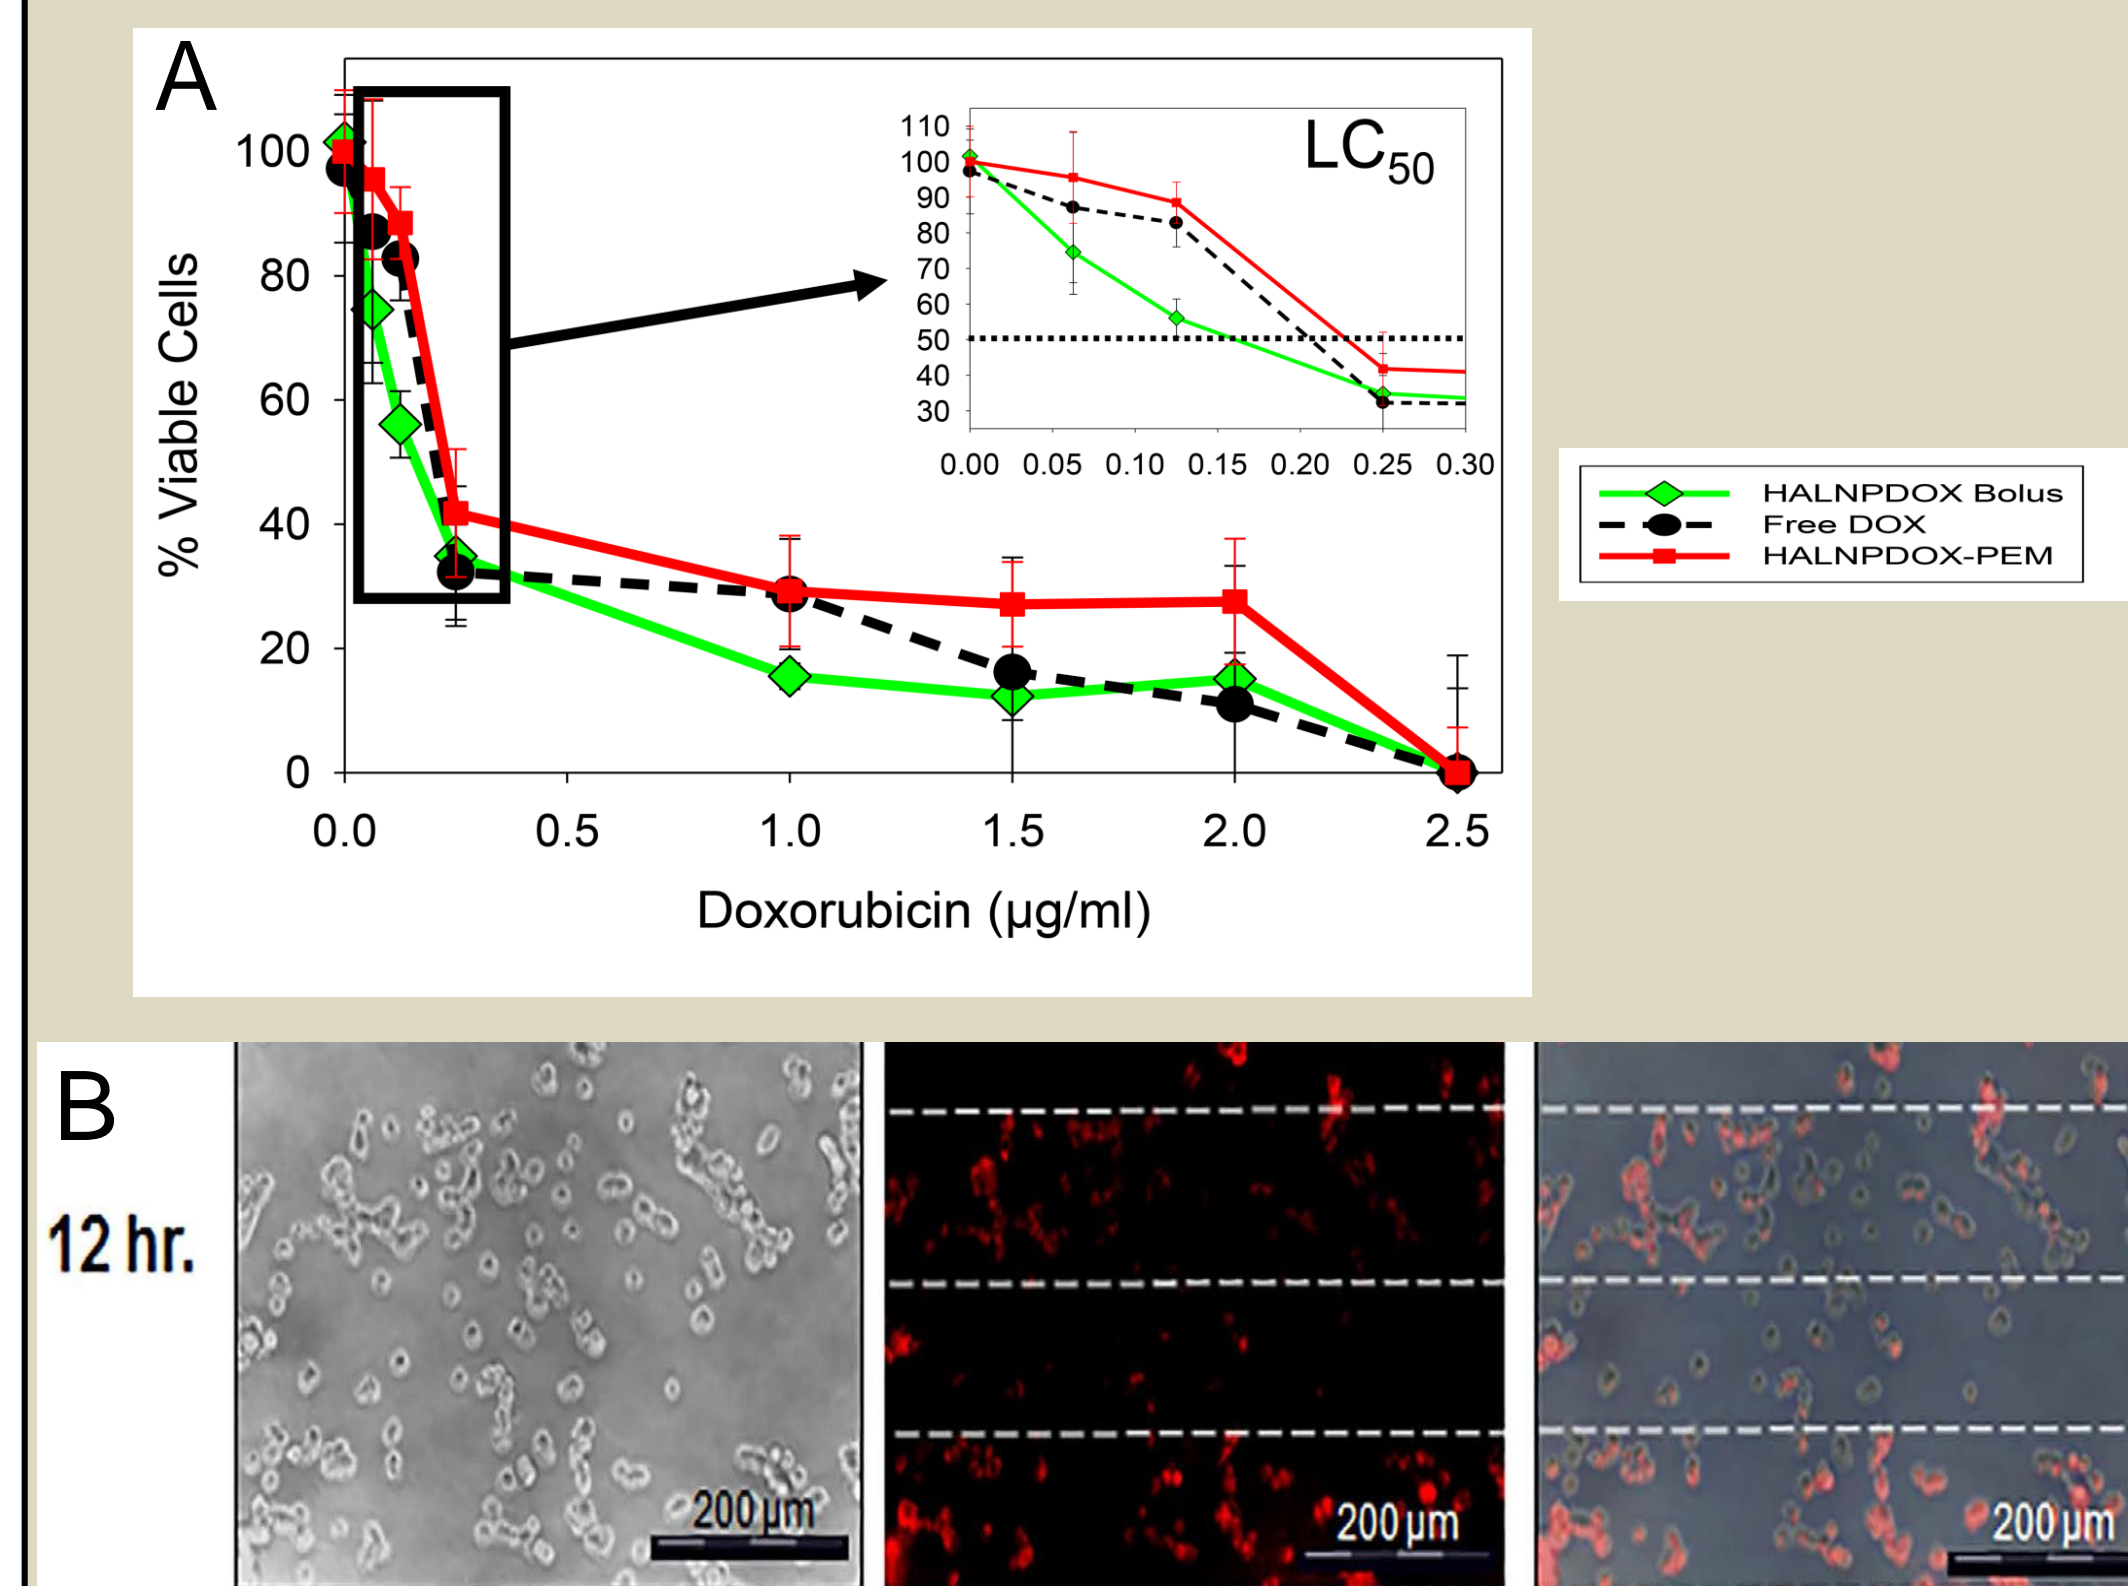 A
% Viable Cells
100
80
60
40
20
0
0.0 0.5 1.0 1.5 2.0 2.5
Doxorubicin (µg/ml)
LC50
110
100
90
80
70
60
50
40
30
0.00 0.05 0.10 0.15 0.20 0.25 0.30
HALNPDOX Bolus
Free DOX
HALNPDOX-PEM
B
12 hr.
200 µm
200 µm
200 µm